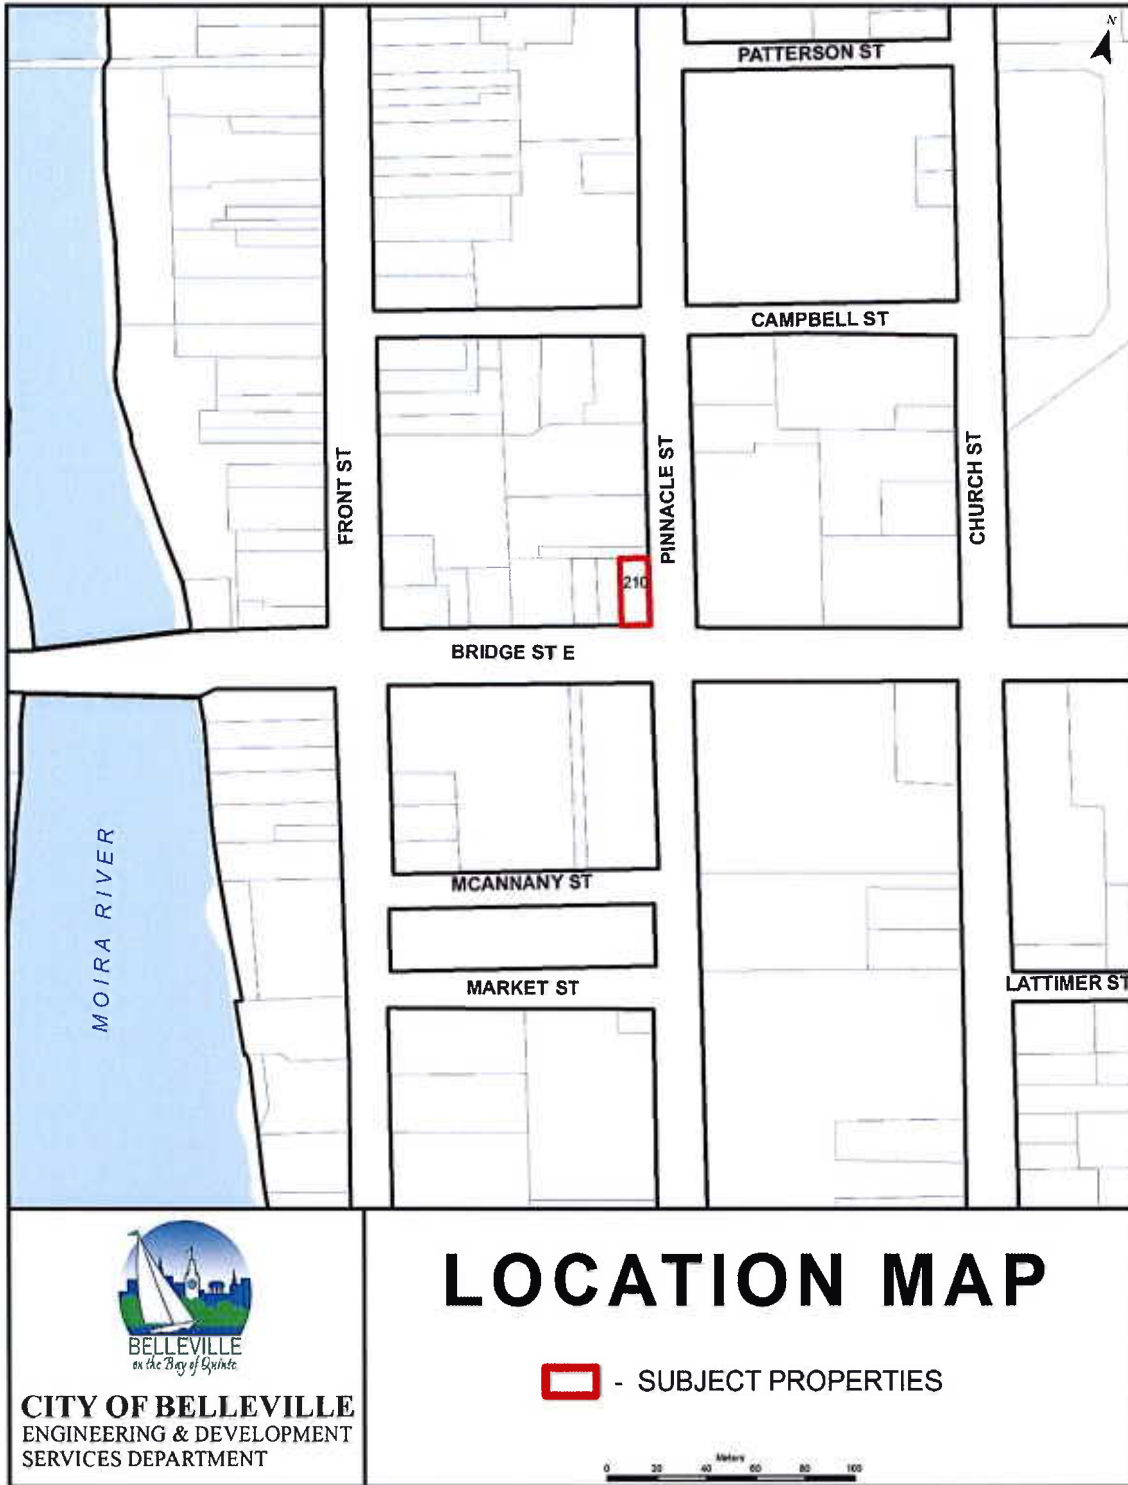 N
PATTERSON ST
CAMPBELL ST
FRONT ST
PINNACLE ST
CHURCH ST
210
BRIDGE ST E
MOIRA RIVER
MCANNANY ST
MARKET ST
LATTIMER ST
BELLEVILLE
on the Bay of Quinte
CITY OF BELLEVILLE
ENGINEERING & DEVELOPMENT
SERVICES DEPARTMENT
LOCATION MAP
- SUBJECT PROPERTIES
Meters
0 20 40 60 80 100